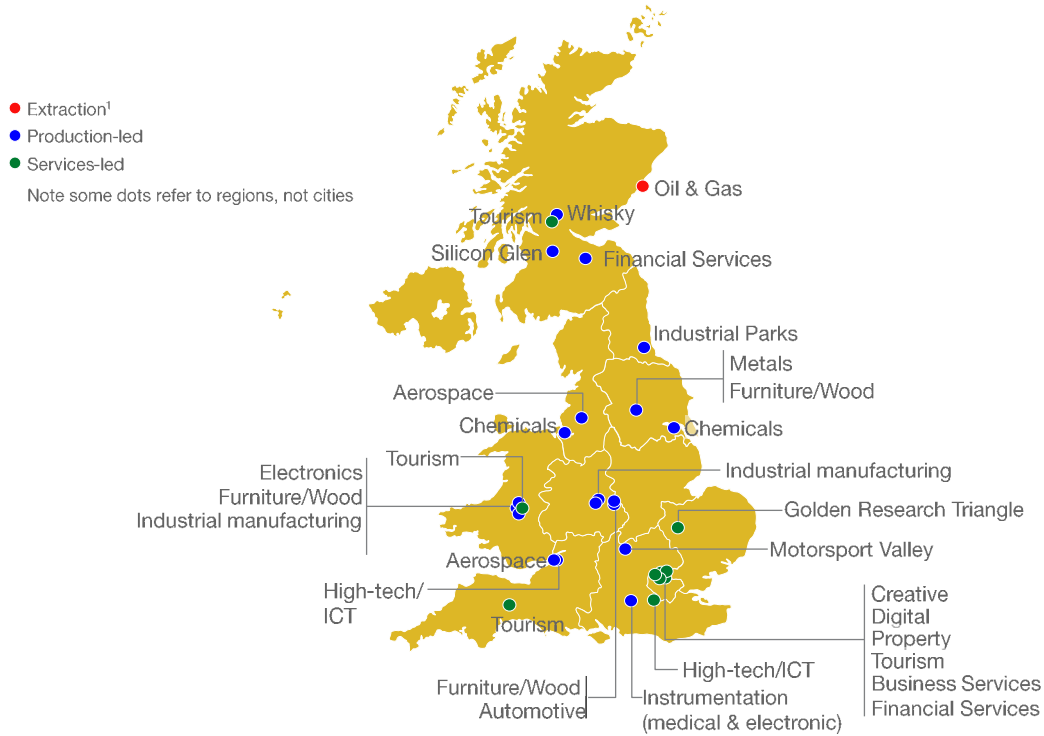 Extraction¹
Production-led
Services-led
Note some dots refer to regions, not cities
Oil & Gas
Whisky
Tourism
Silicon Glen
Financial Services
Industrial Parks
Metals
Furniture/Wood
Aerospace
Chemicals
Chemicals
Tourism
Electronics
Furniture/Wood
Industrial manufacturing
Industrial manufacturing
Golden Research Triangle
Motorsport Valley
Aerospace
High-tech/
ICT
Tourism
Creative
Digital
Property
Tourism
Business Services
Financial Services
High-tech/ICT
Furniture/Wood
Automotive
Instrumentation
(medical & electronic)